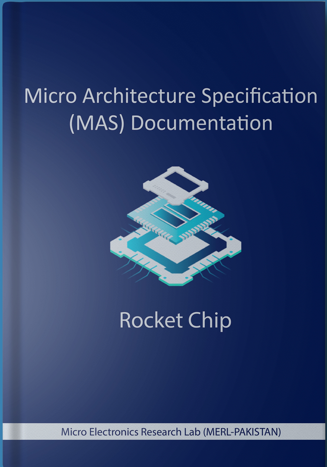 Micro Architecture Specification
(MAS) Documentation
Rocket Chip
Micro Electronics Research Lab (MERL-PAKISTAN)